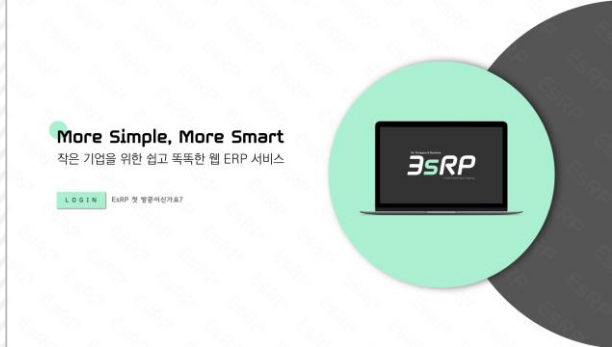 More Simple, More Smart
작은 기업을 위한 쉽고 똑똑한 웹 ERP 서비스
LOGIN
EsRP 첫 방문이신가요?
ƎsRP